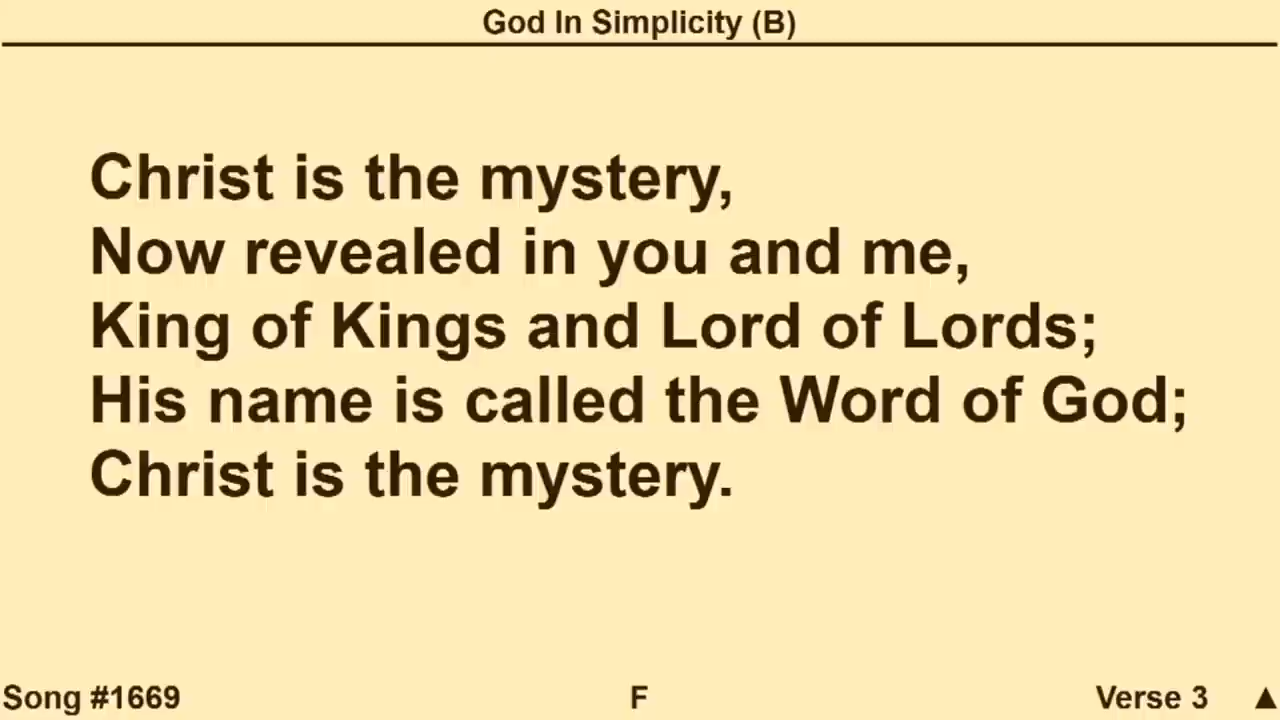 God In Simplicity (B)
Christ is the mystery,
Now revealed in you and me,
King of Kings and Lord of Lords;
His name is called the Word of God;
Christ is the mystery.
Song #1669 F Verse 3 ▲